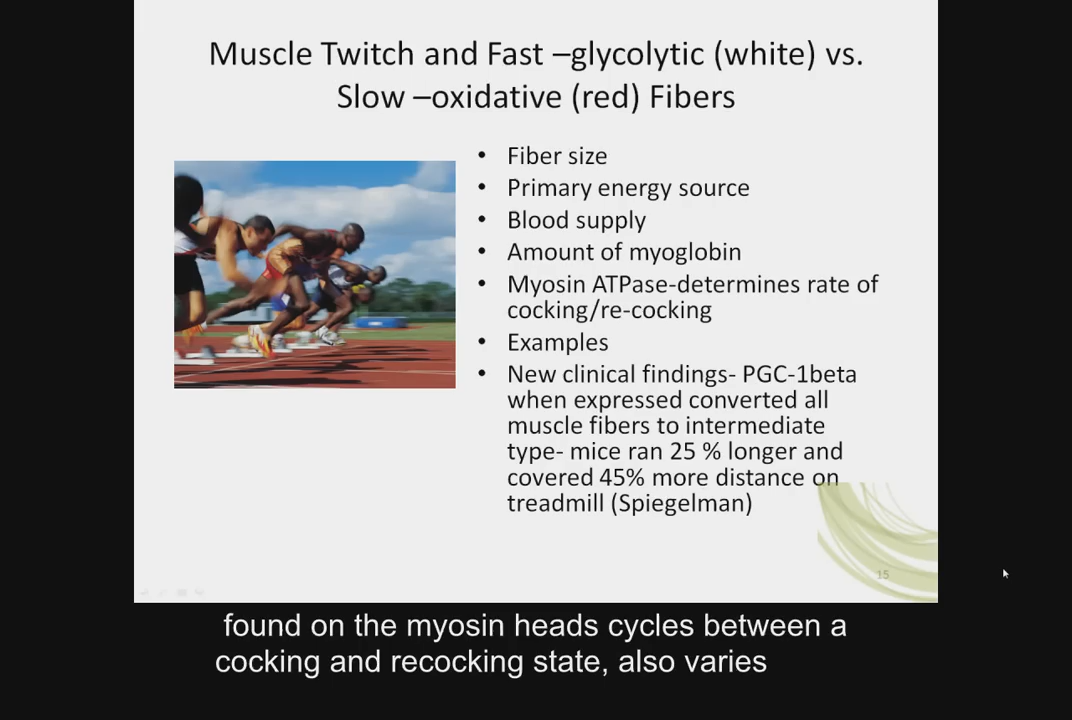 Muscle Twitch and Fast –glycolytic (white) vs.
Slow –oxidative (red) Fibers
• Fiber size
• Primary energy source
• Blood supply
• Amount of myoglobin
• Myosin ATPase-determines rate of
cocking/re-cocking
• Examples
• New clinical findings- PGC-1beta
when expressed converted all
muscle fibers to intermediate
type- mice ran 25 % longer and
covered 45% more distance on
treadmill (Spiegelman)
15
found on the myosin heads cycles between a
cocking and recocking state, also varies